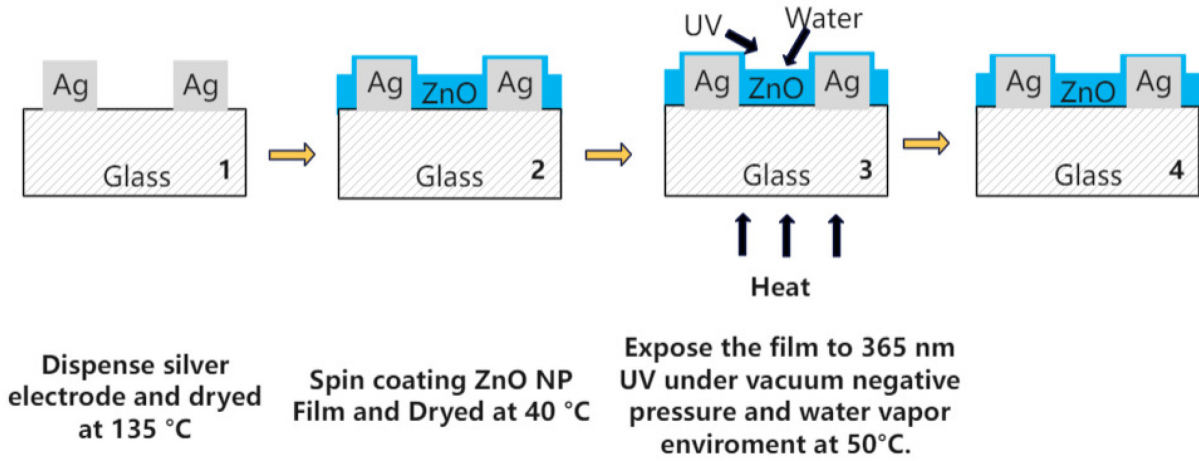 UV
Water
Ag
Ag
Glass
1
Ag
ZnO
Ag
Glass
2
Ag
ZnO
Ag
Glass
3
Ag
ZnO
Ag
Glass
4
Heat
Dispense silver
electrode and dryed
at 135 °C
Spin coating ZnO NP
Film and Dryed at 40 °C
Expose the film to 365 nm
UV under vacuum negative
pressure and water vapor
enviroment at 50°C.